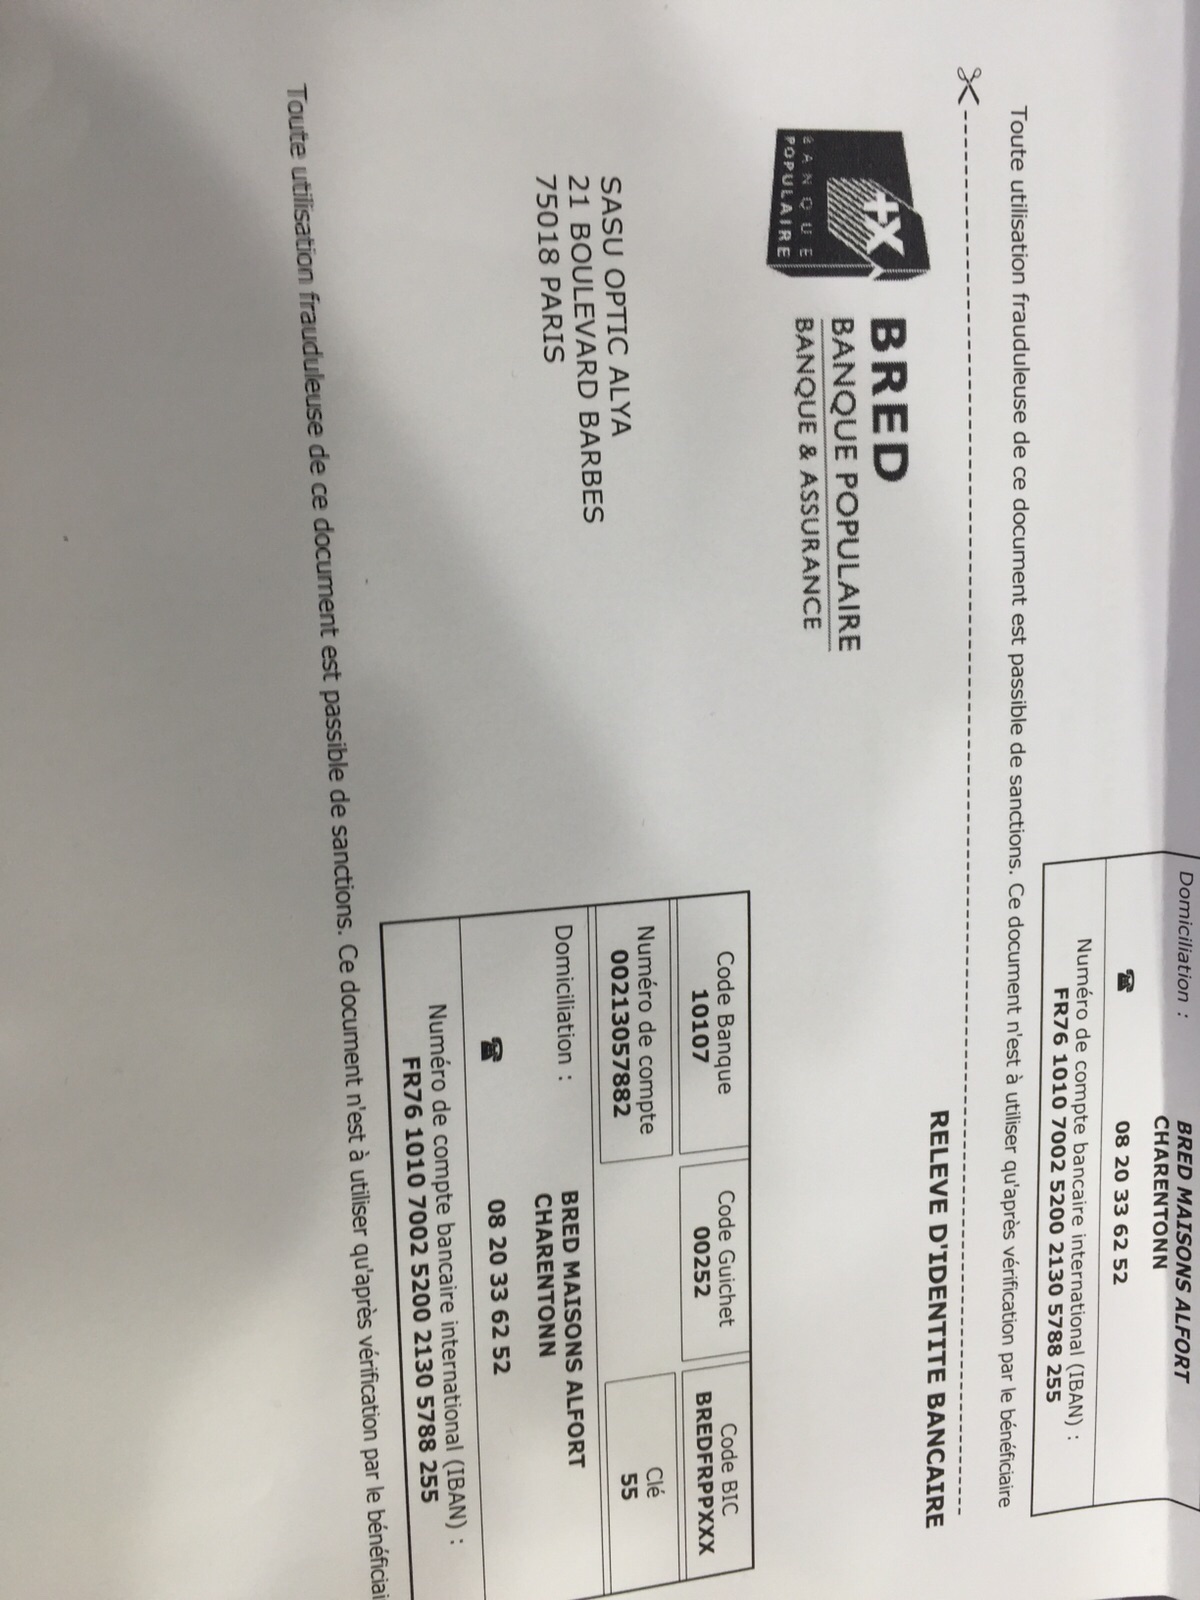 Domiciliation :
BRED MAISONS ALFORT
CHARENTONN
☎ 08 20 33 62 52
Numéro de compte bancaire international (IBAN) :
FR76 1010 7002 5200 2130 5788 255
Toute utilisation frauduleuse de ce document est passible de sanctions. Ce document n'est à utiliser qu'après vérification par le bénéficiaire
RELEVE D'IDENTITE BANCAIRE
+X
BANQUE
POPULAIRE
BRED
BANQUE POPULAIRE
BANQUE & ASSURANCE
SASU OPTIC ALYA
21 BOULEVARD BARBES
75018 PARIS
Code Banque
10107
Code Guichet
00252
Code BIC
BREDFRPPXXX
Numéro de compte
00213057882
Clé
55
Domiciliation :
BRED MAISONS ALFORT
CHARENTONN
☎ 08 20 33 62 52
Numéro de compte bancaire international (IBAN) :
FR76 1010 7002 5200 2130 5788 255
Toute utilisation frauduleuse de ce document est passible de sanctions. Ce document n'est à utiliser qu'après vérification par le bénéficiai